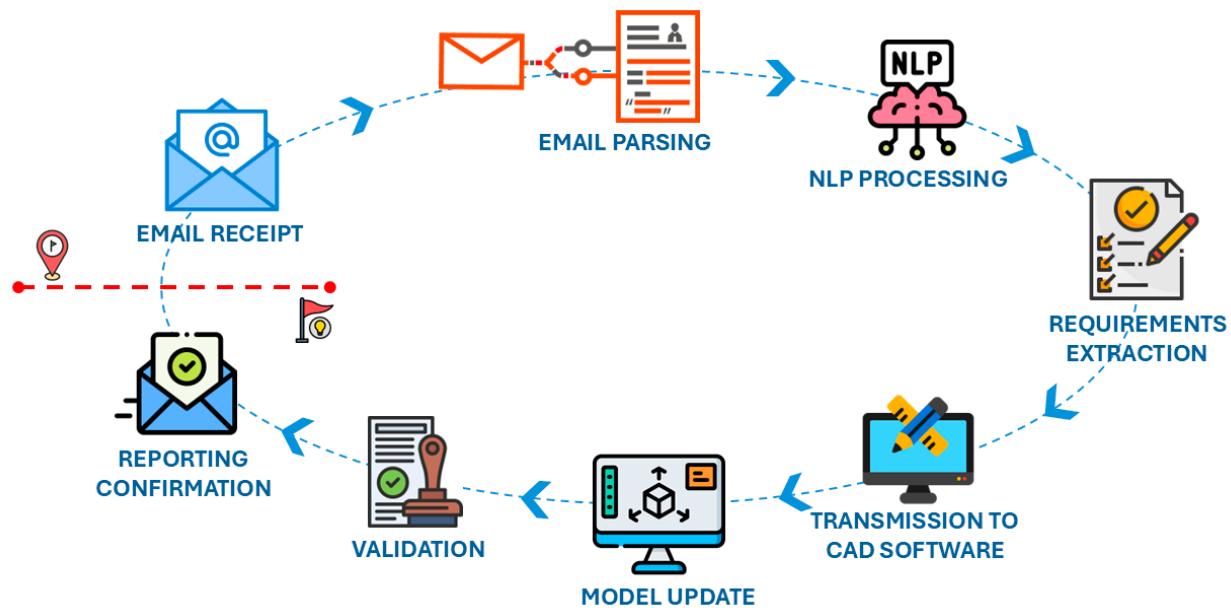 @
EMAIL RECEIPT
EMAIL PARSING
NLP
NLP PROCESSING
REQUIREMENTS
EXTRACTION
TRANSMISSION TO
CAD SOFTWARE
MODEL UPDATE
VALIDATION
REPORTING
CONFIRMATION